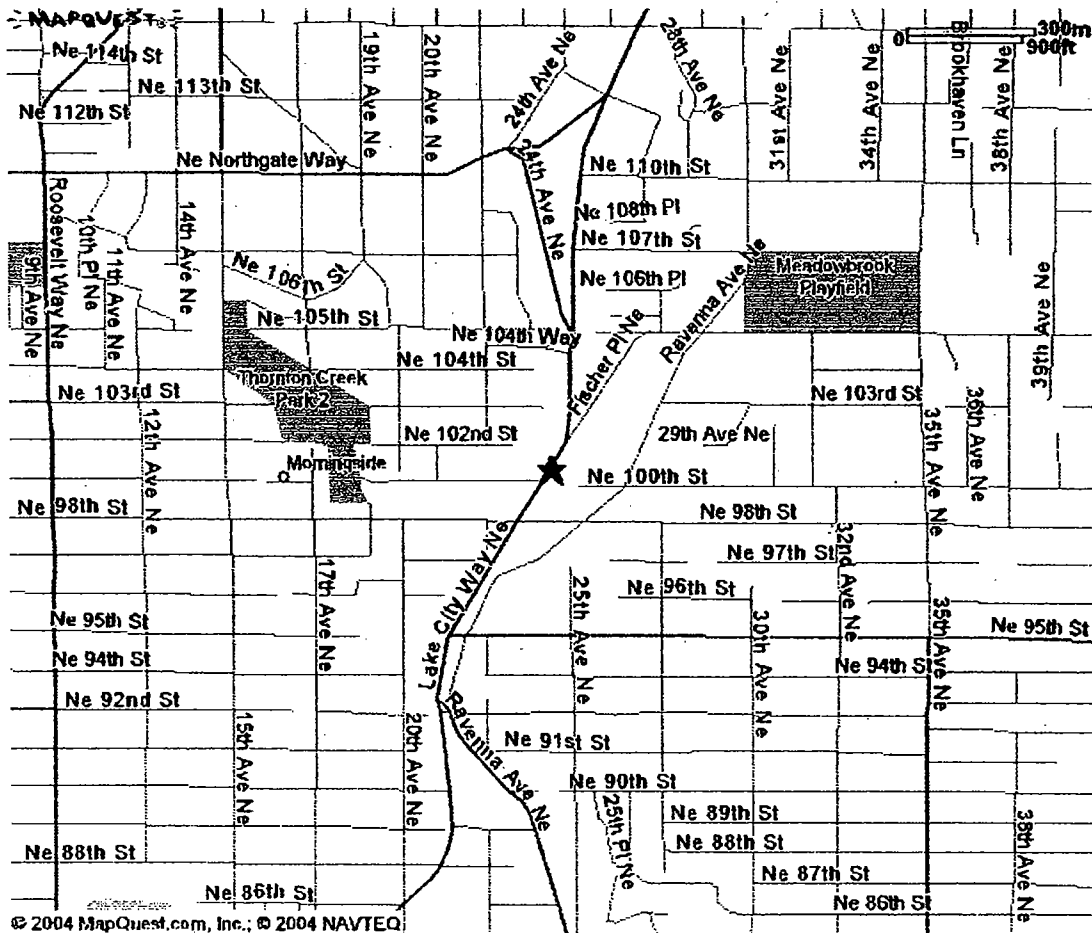 MAPQUEST
Ne 114th St
Ne 113th St
Ne 112th St
19th Ave Ne
20th Ave Ne
24th Ave Ne
28th Ave Ne
0
300m
900ft
31st Ave Ne
34th Ave Ne
Brookhaven Ln
38th Ave Ne
Ne Northgate Way
24th Ave Ne
Ne 110th St
Roosevelt Way Ne
10th Pl Ne
11th Ave Ne
14th Ave Ne
9th Ave Ne
Ne 108th Pl
Ne 107th St
Ne 106th St
Ne 106th Pl
Ravanna Ave Ne
Meadowbrook
Playfield
39th Ave Ne
Ne 105th St
Ne 104th Way
Ne 104th St
Fischer Pl Ne
Thornton Creek
Park 2
Ne 103rd St
Ne 103rd St
12th Ave Ne
Ne 102nd St
29th Ave Ne
35th Ave Ne
36th Ave Ne
Morningside
Ne 100th St
Ne 98th St
Ne 98th St
Lake City Way Ne
Ne 97th St
32nd Ave Ne
17th Ave Ne
25th Ave Ne
Ne 96th St
30th Ave Ne
35th Ave Ne
Ne 95th St
Ne 95th St
Ne 94th St
Ne 94th St
Ne 92nd St
15th Ave Ne
20th Ave Ne
Ravenna Ave Ne
Ne 91st St
Ne 90th St
25th Pl Ne
Ne 89th St
Ne 88th St
Ne 88th St
38th Ave Ne
Ne 87th St
Ne 86th St
Ne 86th St
© 2004 MapQuest.com, Inc.; © 2004 NAVTEQ